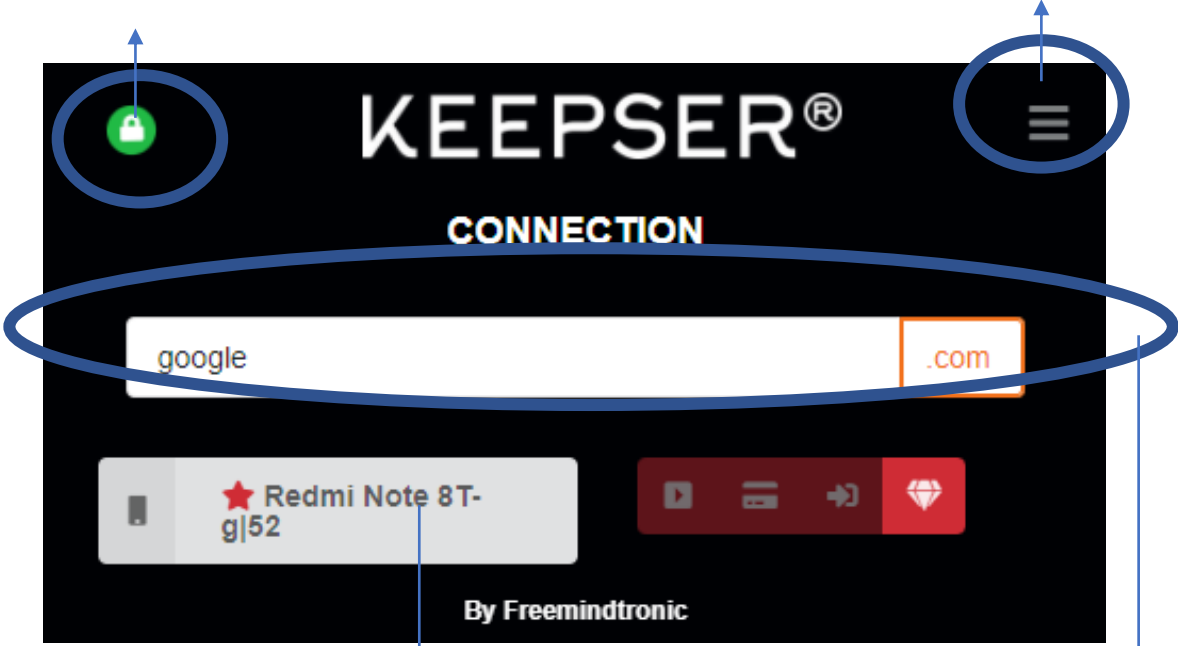 KEEPSER®
CONNECTION
google .com
Redmi Note 8T-
g|52
By Freemindtronic